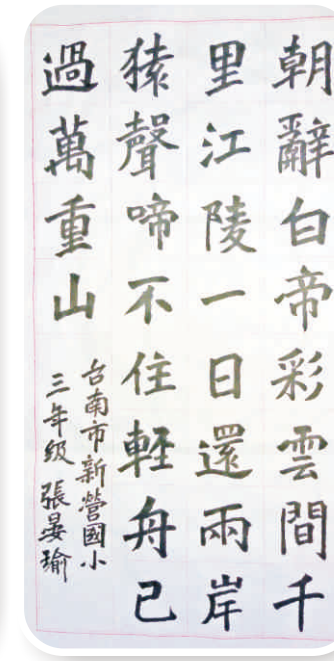 朝辭白帝彩雲間千
里江陵一日還兩岸
猿聲啼不住軽舟已
過萬重山
台南市新營國小
三年級 張晏瑜